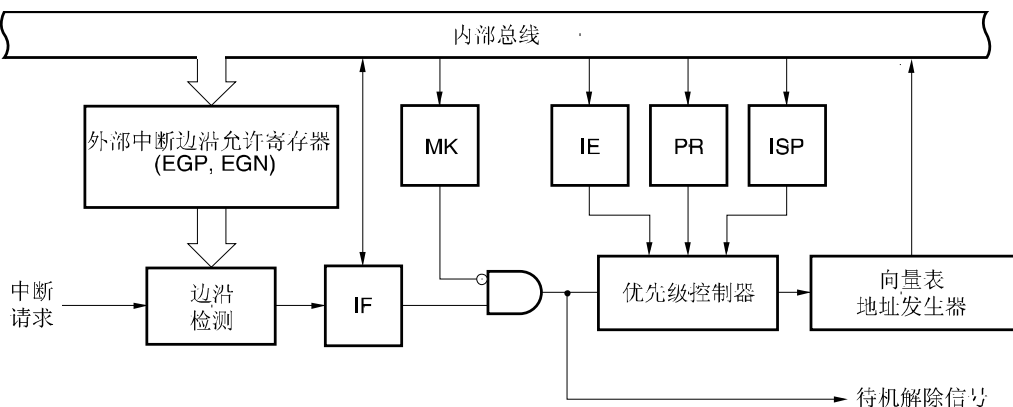 内部总线
外部中断边沿允许寄存器
(EGP, EGN)
MK
IE
PR
ISP
中断
请求
边沿
检测
IF
优先级控制器
向量表
地址发生器
待机解除信号